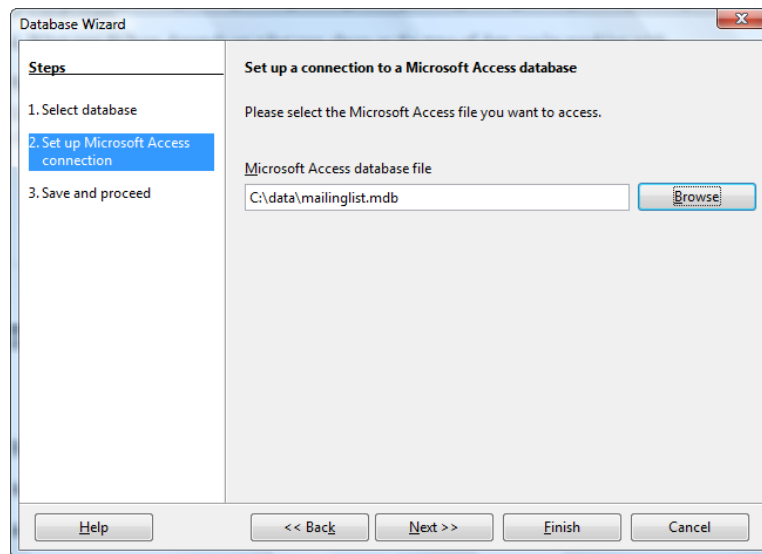 Database Wizard
Steps
1. Select database
2. Set up Microsoft Access
connection
3. Save and proceed
Set up a connection to a Microsoft Access database
Please select the Microsoft Access file you want to access.
Microsoft Access database file
C:\data\mailinglist.mdb
Browse
Help
<< Back
Next >>
Finish
Cancel